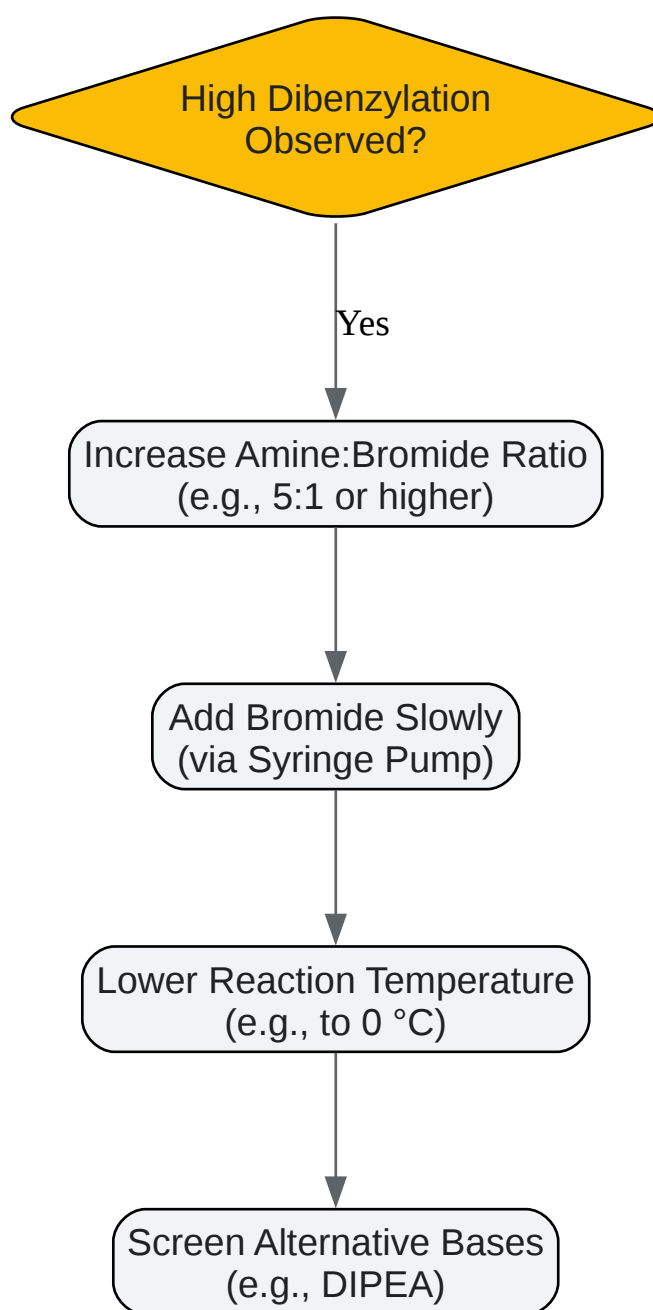 High Dibenzylation
Observed?
Yes
Increase Amine:Bromide Ratio
(e.g., 5:1 or higher)
Add Bromide Slowly
(via Syringe Pump)
Lower Reaction Temperature
(e.g., to 0 °C)
Screen Alternative Bases
(e.g., DIPEA)